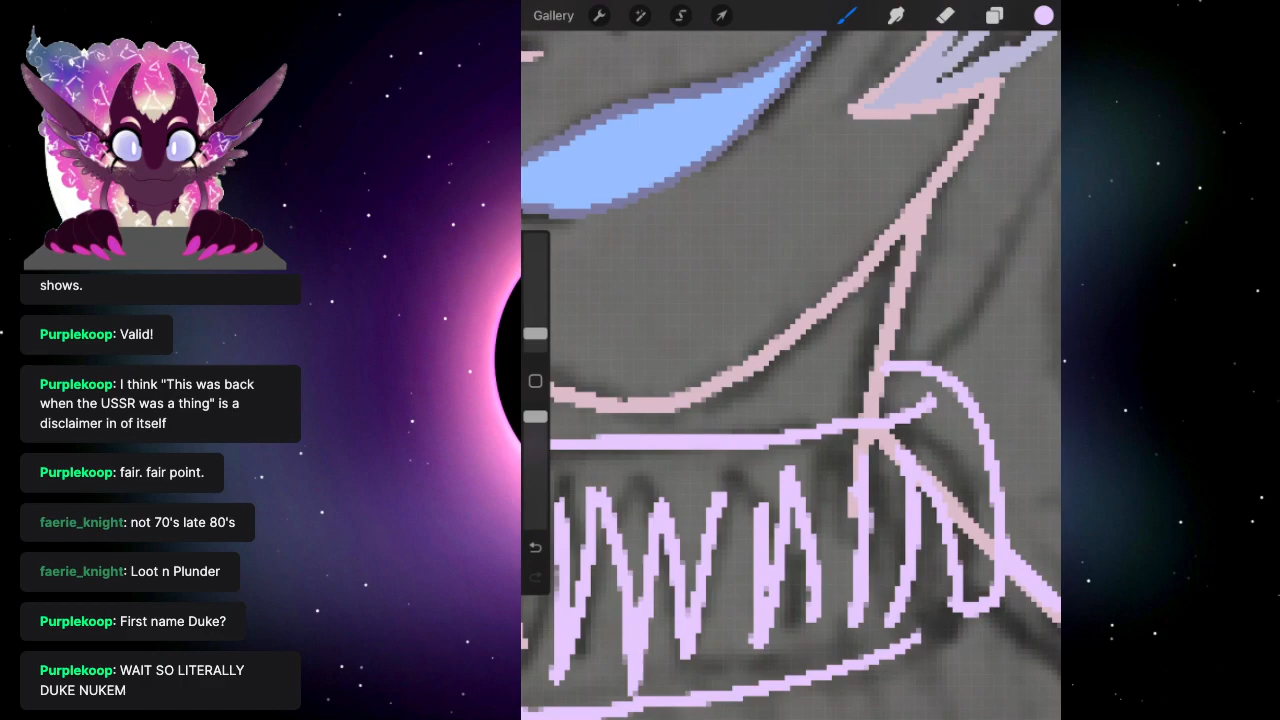 Gallery
shows.
Purplekoop: Valid!
Purplekoop: I think "This was back
when the USSR was a thing" is a
disclaimer in of itself
Purplekoop: fair. fair point.
faerie_knight: not 70's late 80's
faerie_knight: Loot n Plunder
Purplekoop: First name Duke?
Purplekoop: WAIT SO LITERALLY
DUKE NUKEM